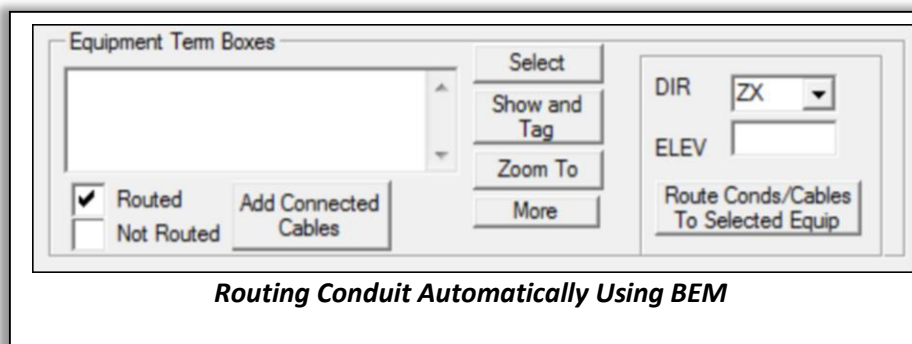 Equipment Term Boxes
Select
Show and
Tag
Zoom To
More
Routed
Not Routed
Add Connected
Cables
DIR
ZX
ELEV
Route Conds/Cables
To Selected Equip
Routing Conduit Automatically Using BEM